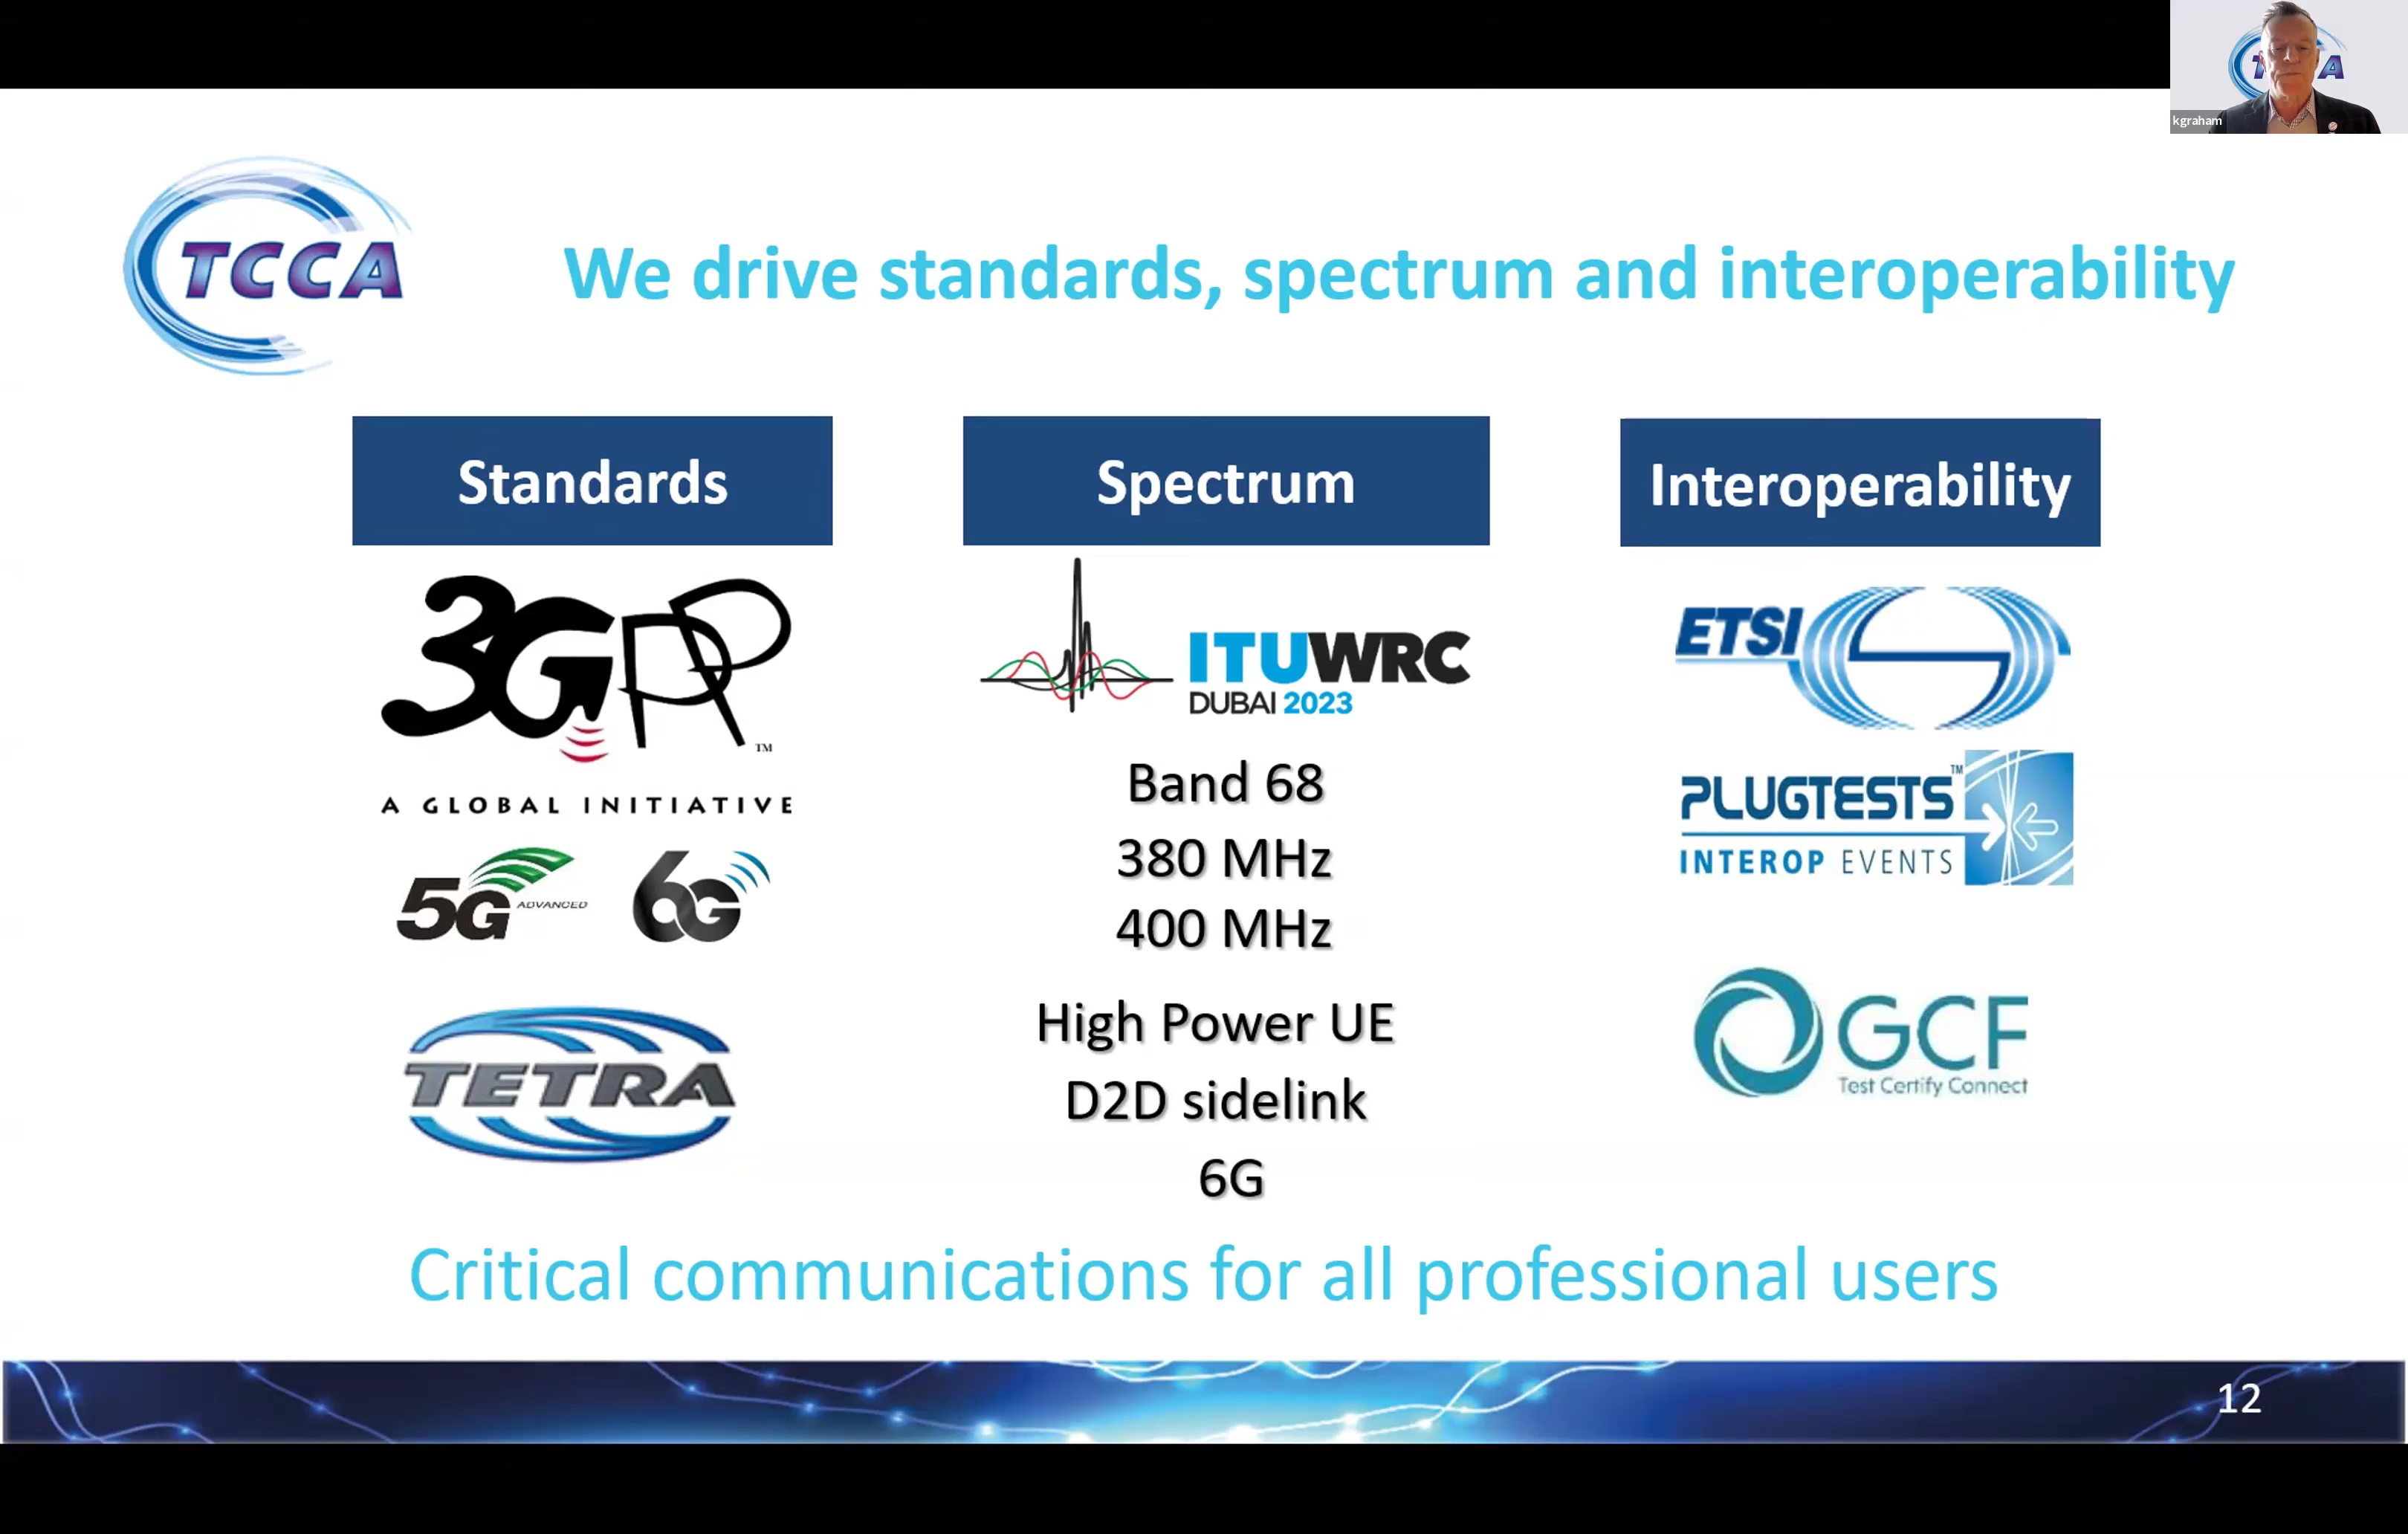 kgraham
TCCA
We drive standards, spectrum and interoperability
Standards
3GPP™
A GLOBAL INITIATIVE
5G ADVANCED
6G
TETRA
Spectrum
ITUWRC
DUBAI 2023
Band 68
380 MHz
400 MHz
High Power UE
D2D sidelink
6G
Interoperability
ETSI
PLUGTESTS™
INTEROP EVENTS
GCF
Test Certify Connect
Critical communications for all professional users
12